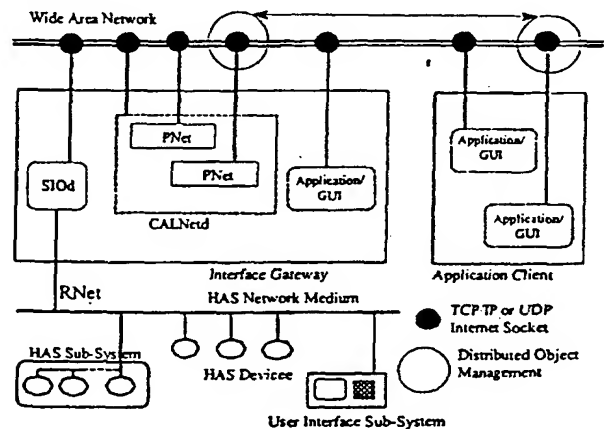 Wide Area Network
PNet
PNet
SIOd
Application/
GUI
CALNetd
Application/
GUI
Application/
GUI
Interface Gateway
Application Client
RNet
HAS Network Medium
TCP-IP or UDP
Internet Socket
HAS Sub-System
HAS Devicee
Distributed Object
Management
User Interface Sub-System